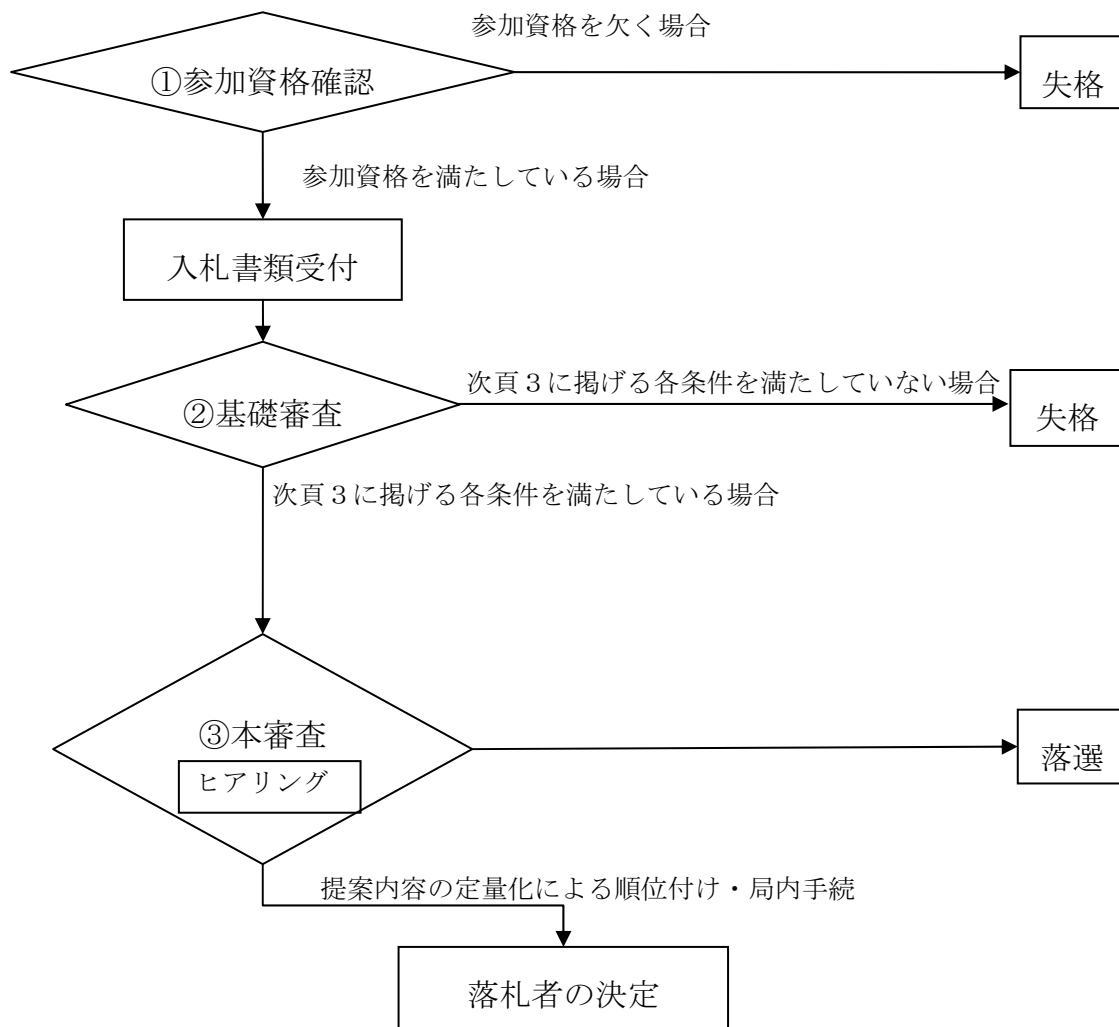 参加資格を欠く場合
①参加資格確認
失格
参加資格を満たしている場合
入札書類受付
次頁３に掲げる各条件を満たしていない場合
②基礎審査
失格
次頁３に掲げる各条件を満たしている場合
③本審査
ヒアリング
落選
提案内容の定量化による順位付け・局内手続
落札者の決定